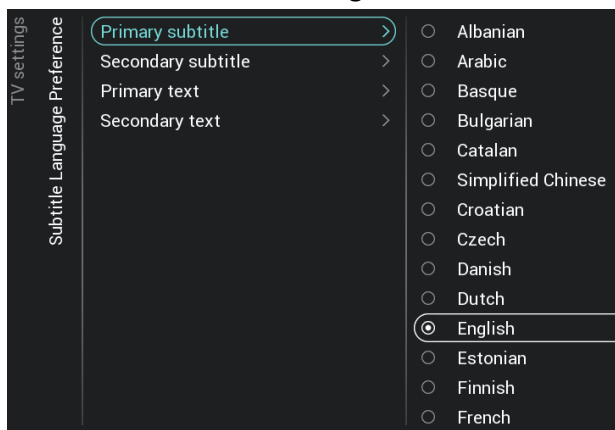 TV settings
Subtitle Language Preference
Primary subtitle
Secondary subtitle
Primary text
Secondary text
Albanian
Arabic
Basque
Bulgarian
Catalan
Simplified Chinese
Croatian
Czech
Danish
Dutch
English
Estonian
Finnish
French